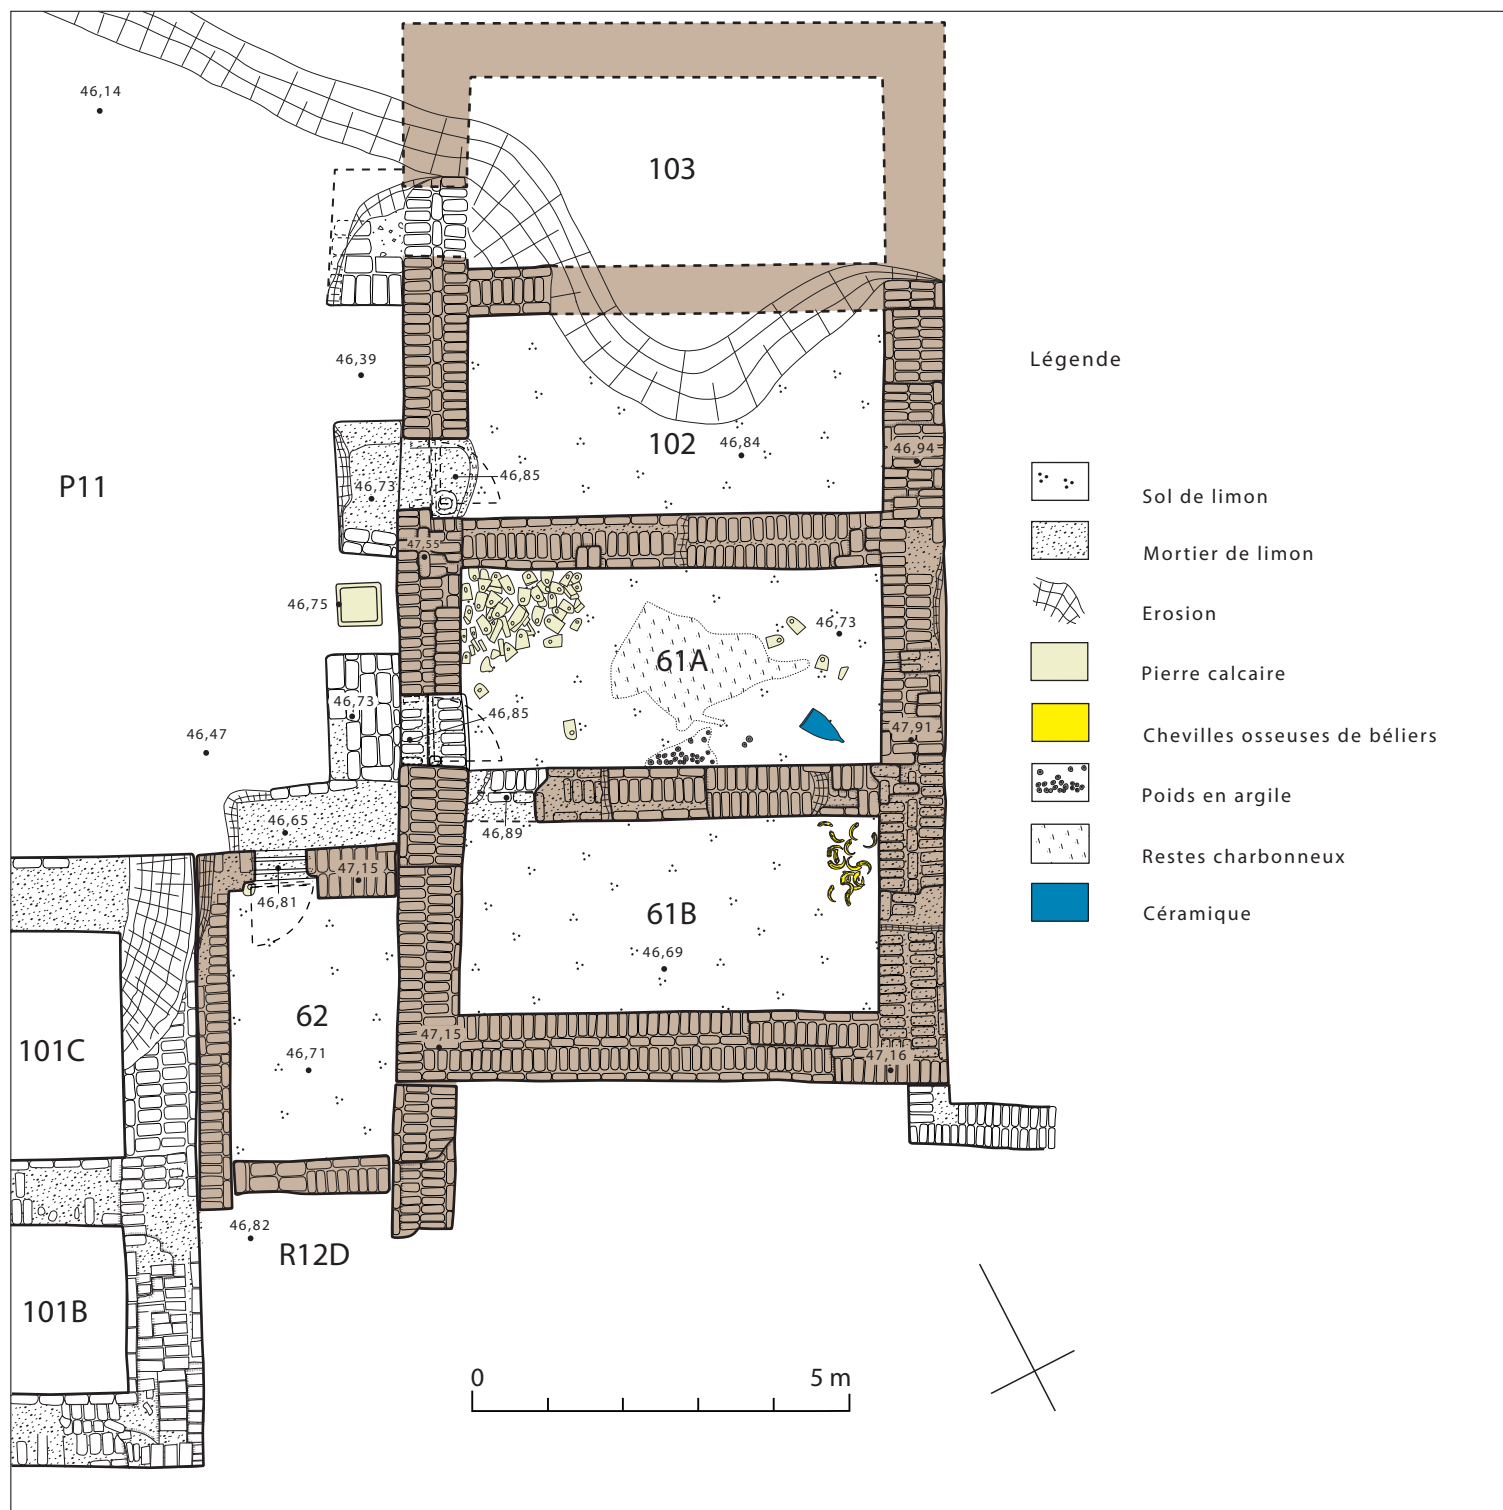 46,14
103
46,39
Légende
102
46,84
46,94
46,85
P11
46,73
Sol de limon
47,55
Mortier de limon
46,75
Erosion
46,73
61A
Pierre calcaire
46,73
46,85
46,47
47,91
Chevilles osseuses de béliers
Poids en argile
46,65
46,89
Restes charbonneux
47,15
46,81
61B
Céramique
46,69
62
47,15
101C
46,71
47,16
46,82
R12D
101B
0 5 m